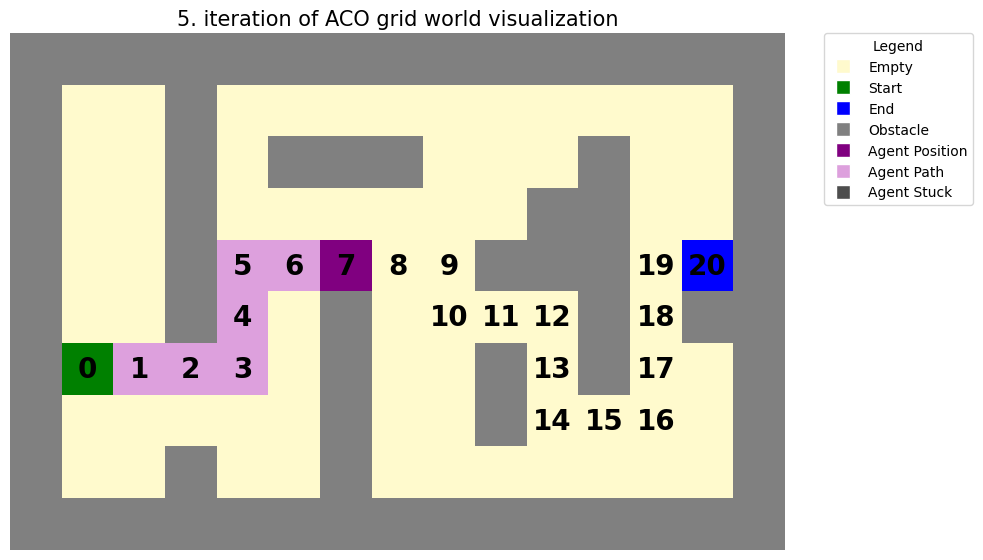 5. iteration of ACO grid world visualization
Legend
Empty
Start
End
Obstacle
Agent Position
Agent Path
Agent Stuck
5 6 7 8 9 19 20
4 10 11 12 18
0 1 2 3 13 17
14 15 16